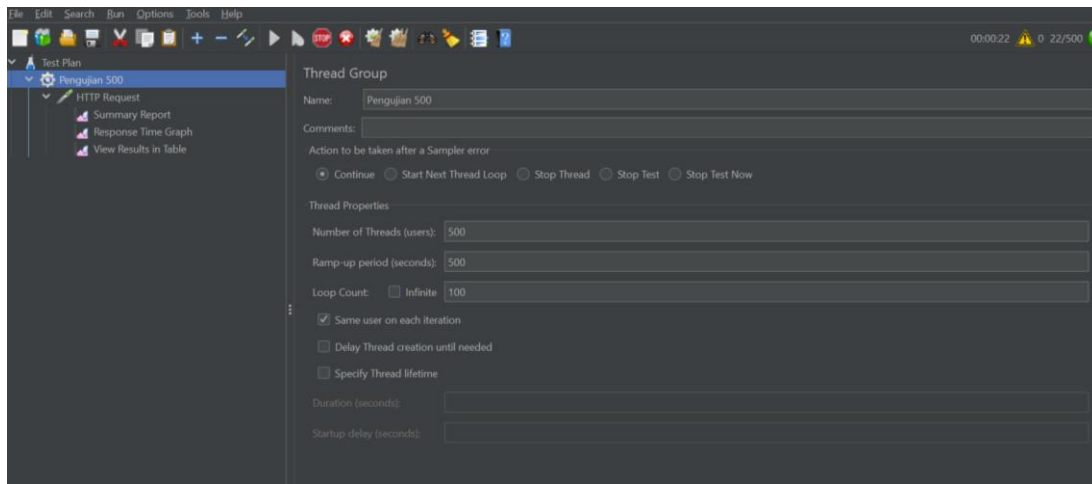 File Edit Search Run Options Tools Help
STOP
00:00:22 0 22/500
Test Plan
Pengujian 500
HTTP Request
Summary Report
Response Time Graph
View Results in Table
Thread Group
Name: Pengujian 500
Comments:
Action to be taken after a Sampler error
Continue Start Next Thread Loop Stop Thread Stop Test Stop Test Now
Thread Properties
Number of Threads (users): 500
Ramp-up period (seconds): 500
Loop Count: Infinite 100
Same user on each iteration
Delay Thread creation until needed
Specify Thread lifetime
Duration (seconds):
Startup delay (seconds):